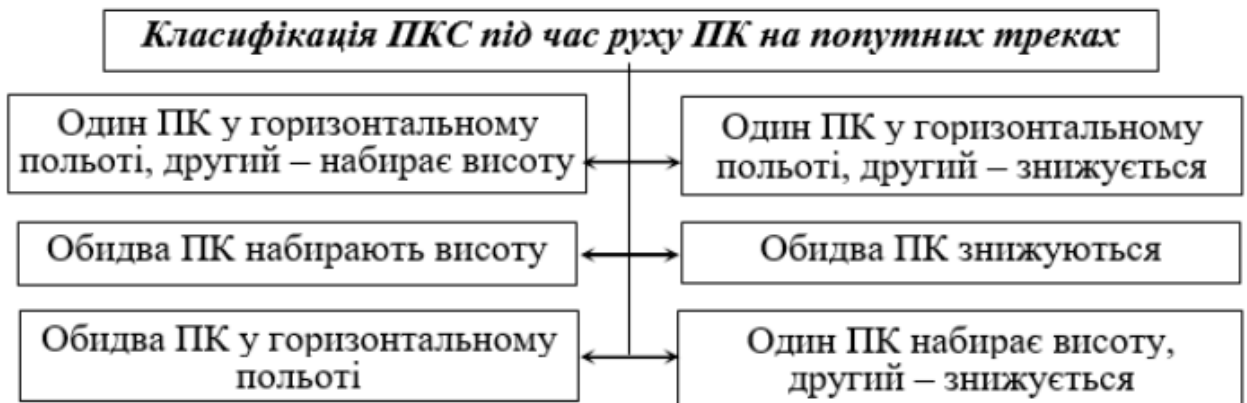 Класифікація ПКС під час руху ПК на попутних треках
Один ПК у горизонтальному
польоті, другий – набирає висоту
Один ПК у горизонтальному
польоті, другий – знижується
Обидва ПК набирають висоту
Обидва ПК знижуються
Обидва ПК у горизонтальному
польоті
Один ПК набирає висоту,
другий – знижується